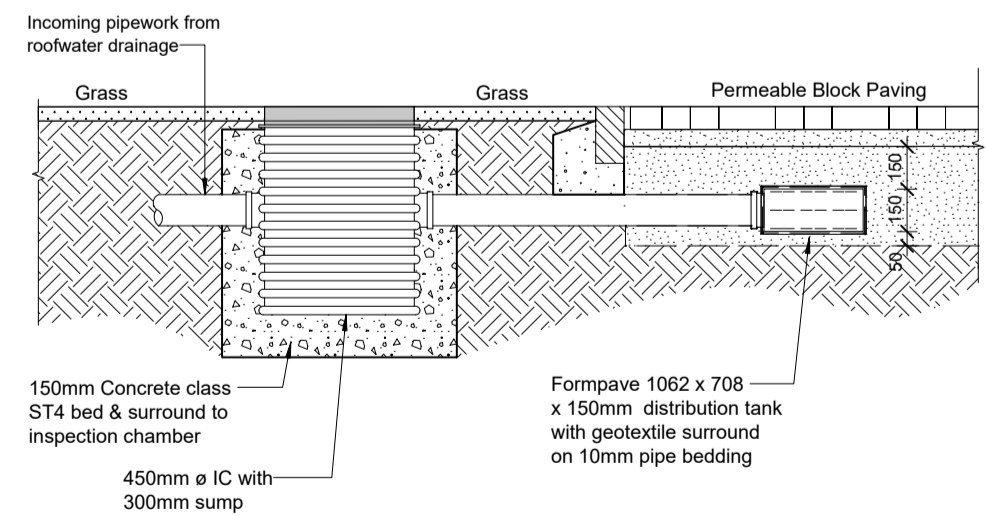 Incoming pipework from
roofwater drainage
Grass
Grass
Permeable Block Paving
150
150
50
150mm Concrete class
ST4 bed & surround to
inspection chamber
450mm ø IC with
300mm sump
Formpave 1062 x 708
x 150mm distribution tank
with geotextile surround
on 10mm pipe bedding